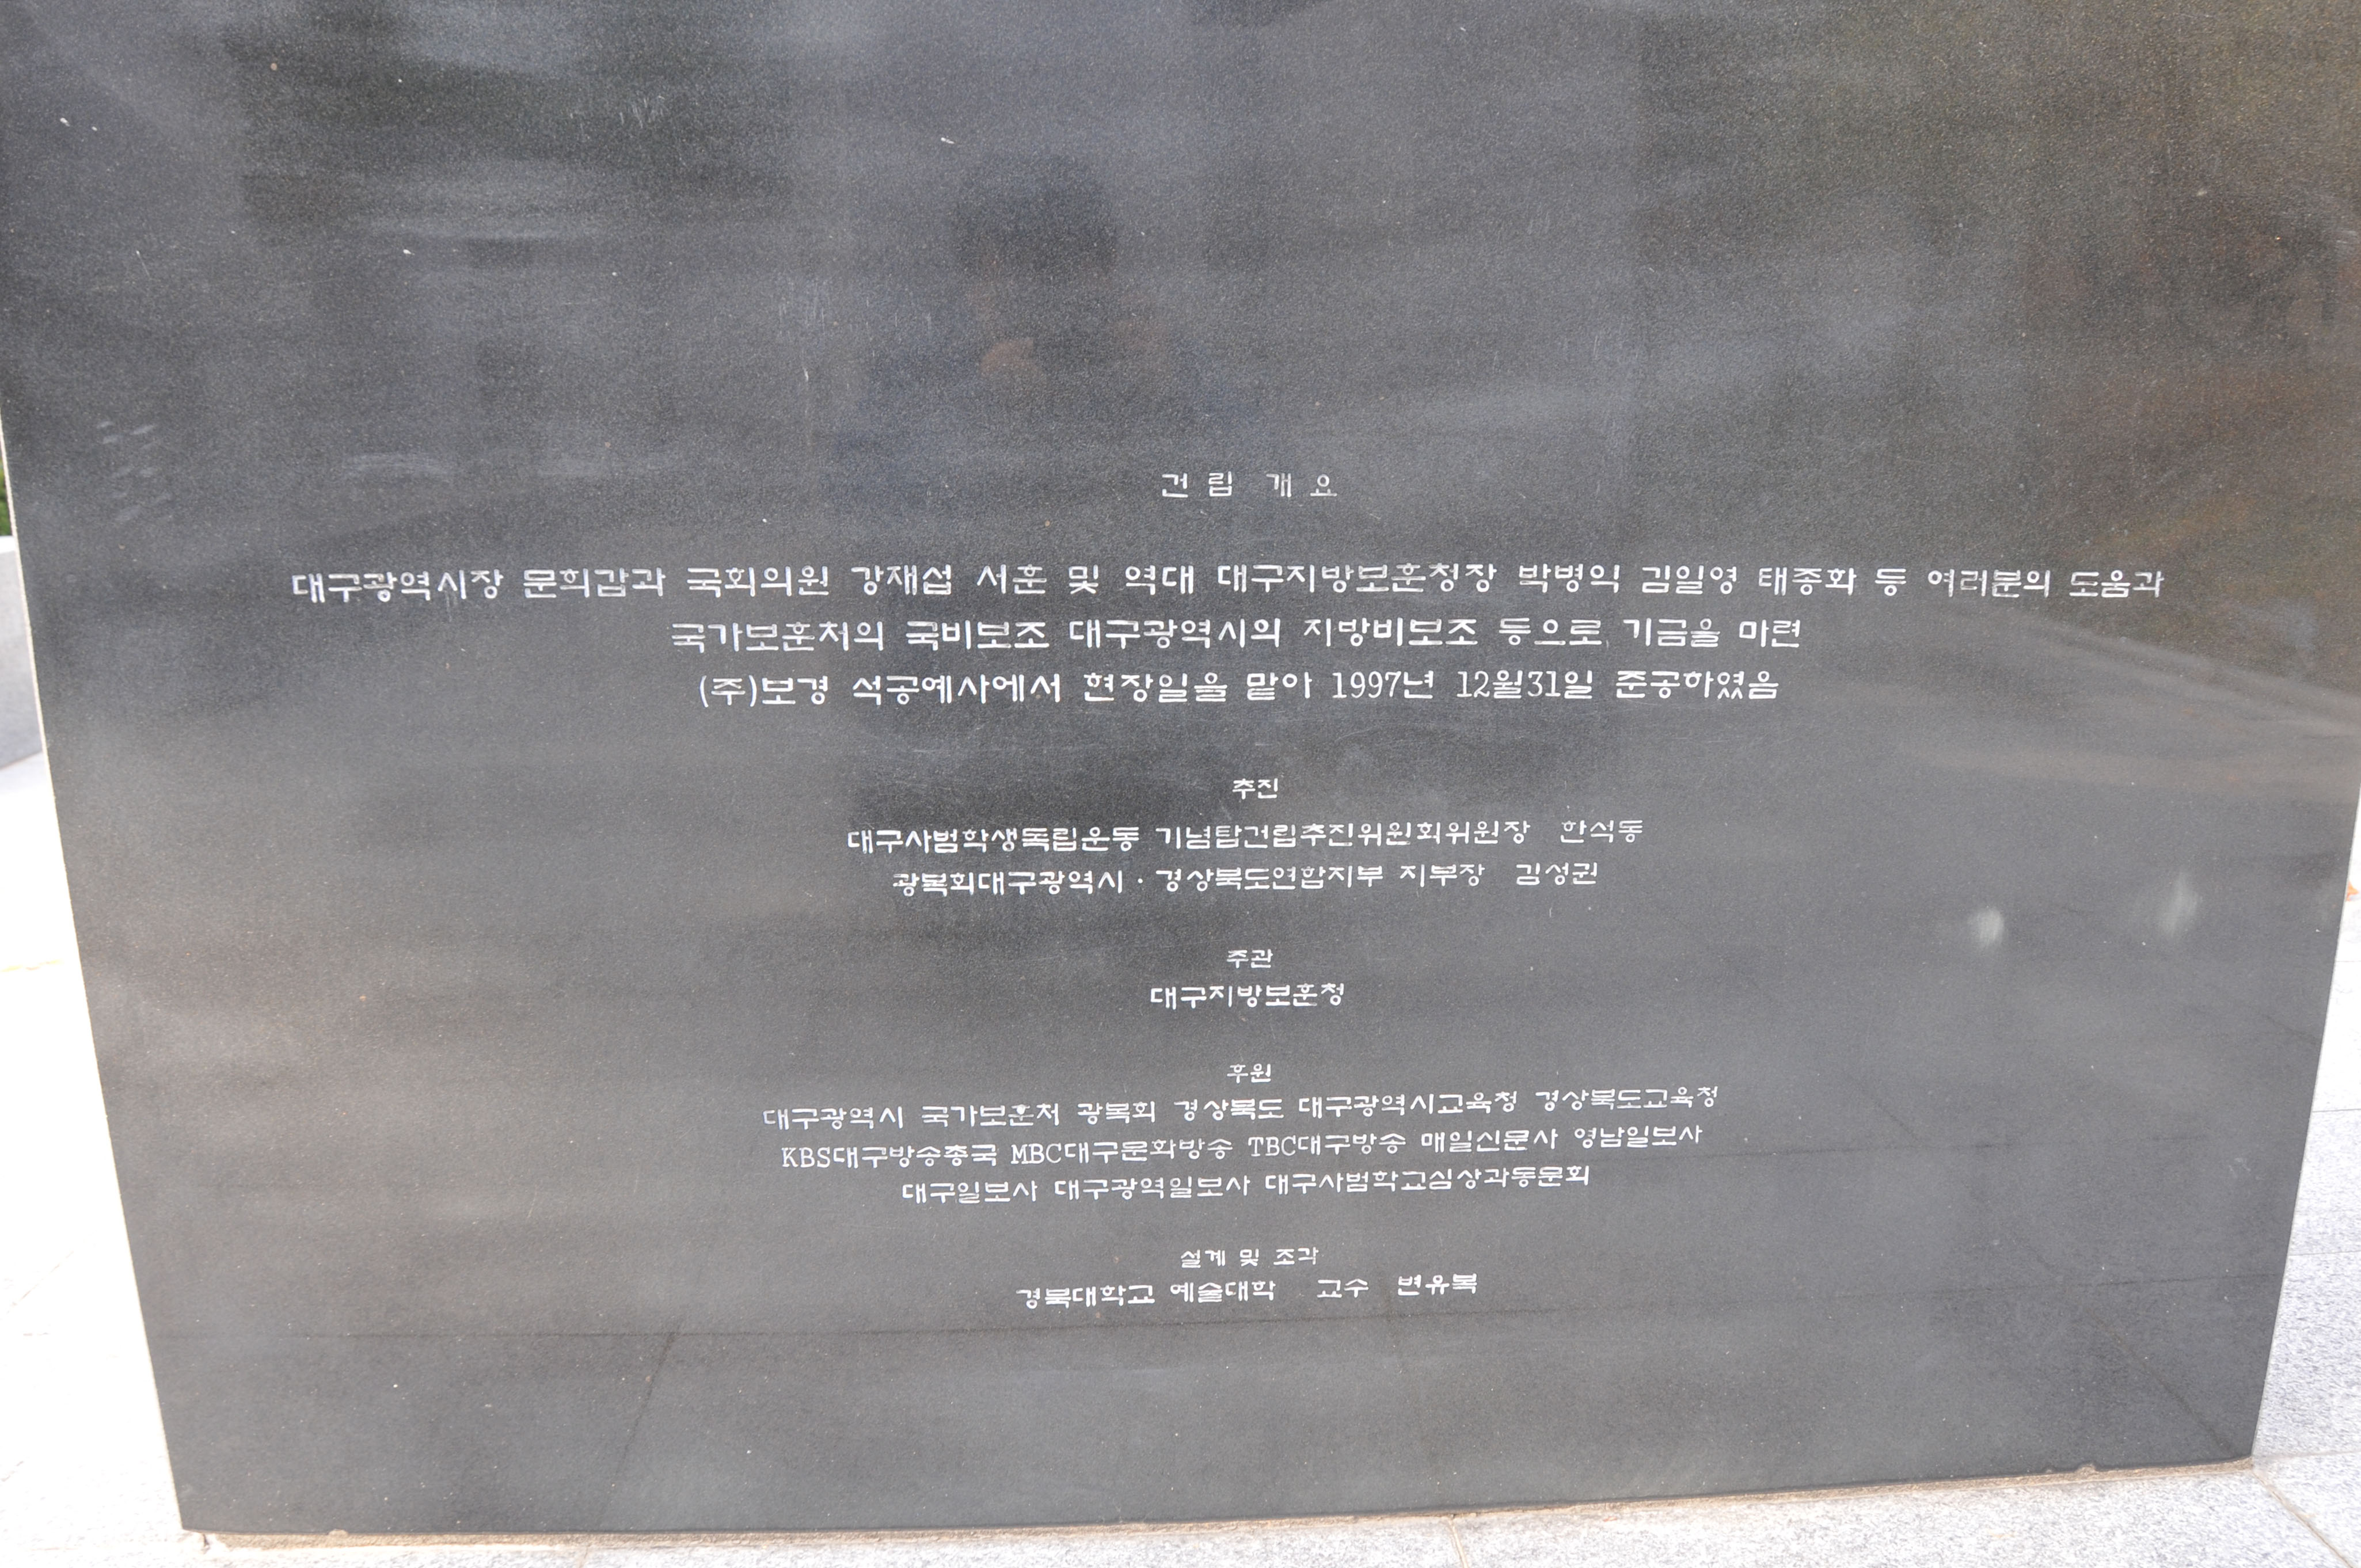 건립 개요
대구광역시장 문희갑과 국회의원 강재섭 서훈 및 역대 대구지방보훈청장 박병익 김일영 태종화 등 여러분의 도움과
국가보훈처의 국비보조 대구광역시의 지방비보조 등으로 기금을 마련
(주)보경 석공예사에서 현장일을 맡아 1997년 12월31일 준공하였음
추진
대구사범학생독립운동 기념탑건립추진위원회위원장 한석동
광복회대구광역시·경상북도연합지부 지부장 김성권
주관
대구지방보훈청
후원
대구광역시 국가보훈처 광복회 경상북도 대구광역시교육청 경상북도교육청
KBS대구방송총국 MBC대구문화방송 TBC대구방송 매일신문사 영남일보사
대구일보사 대구광역일보사 대구사범학교심상과동문회
설계 및 조각
경북대학교 예술대학 교수 변유복